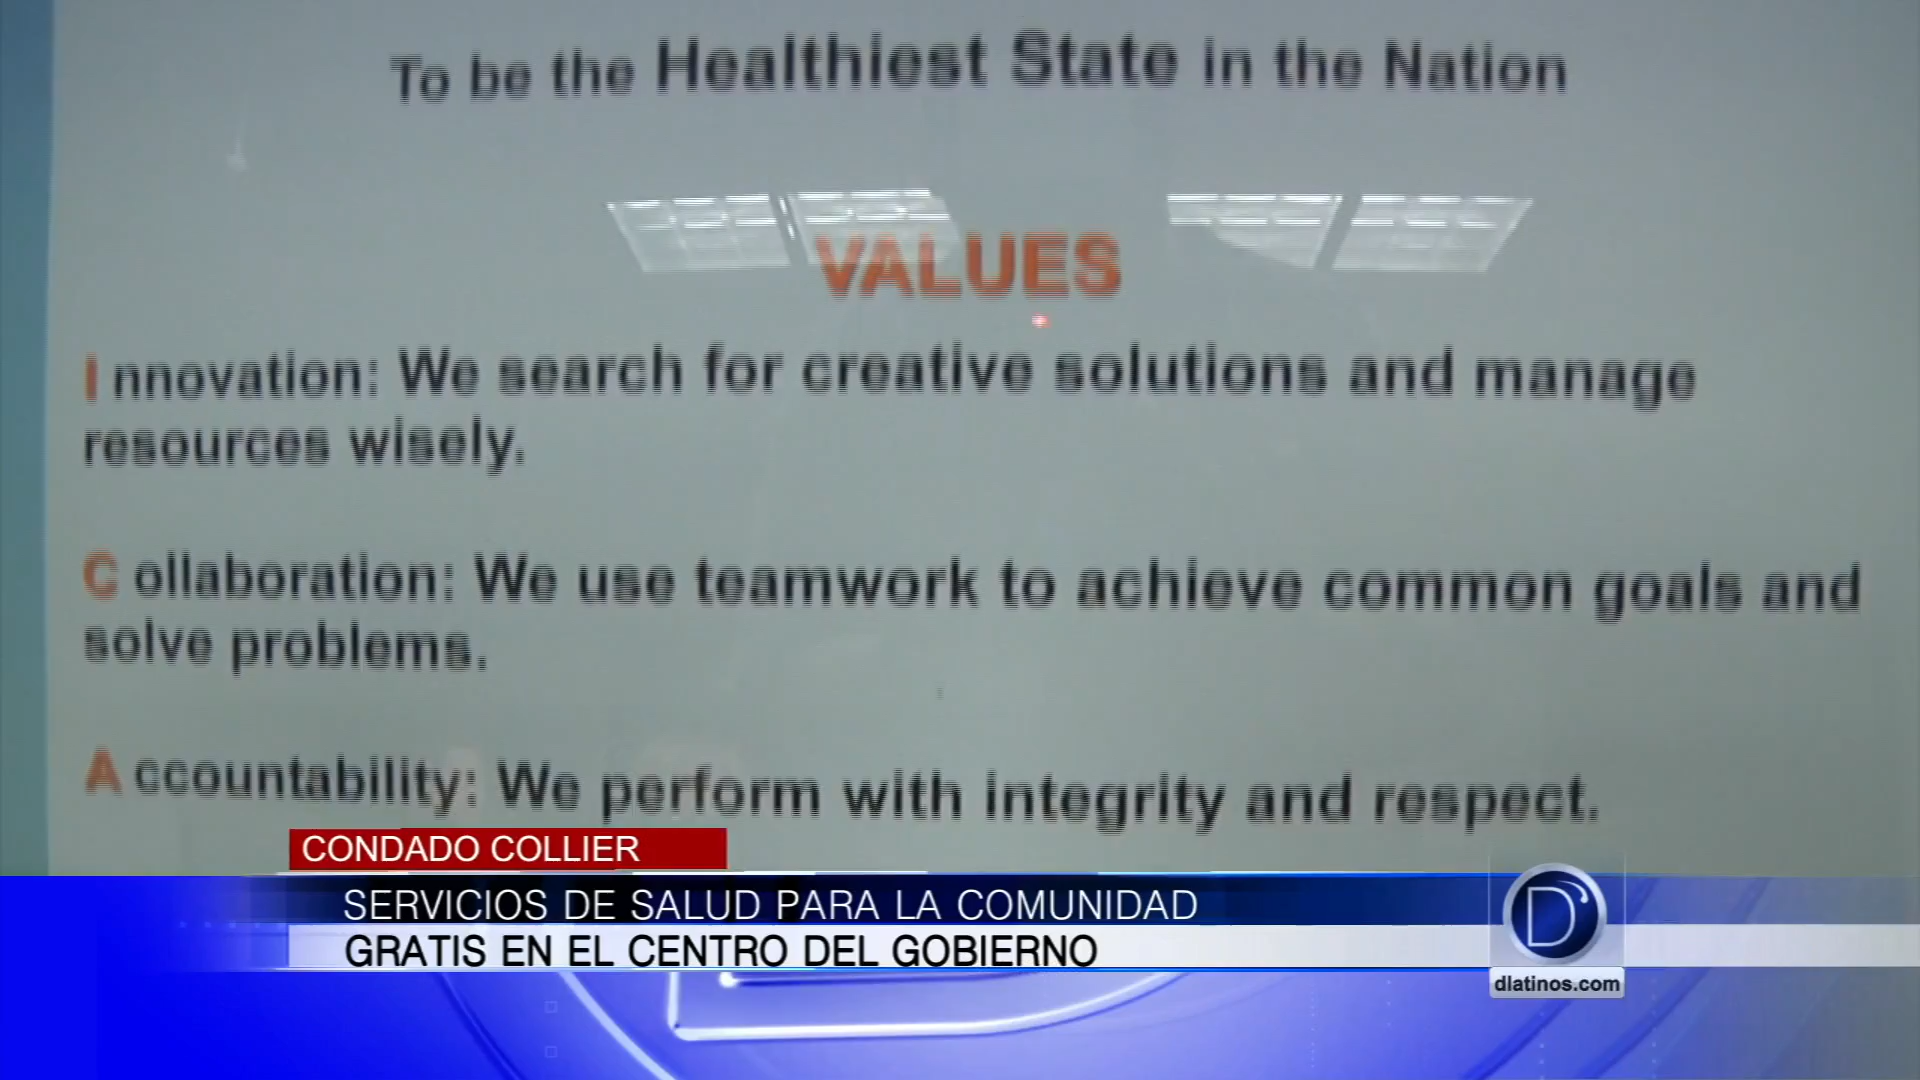 To be the Healthiest State in the Nation
VALUES
I nnovation: We search for creative solutions and manage
resources wisely.
C ollaboration: We use teamwork to achieve common goals and
solve problems.
A ccountability: We perform with integrity and respect.
CONDADO COLLIER
SERVICIOS DE SALUD PARA LA COMUNIDAD
GRATIS EN EL CENTRO DEL GOBIERNO
D
dlatinos.com